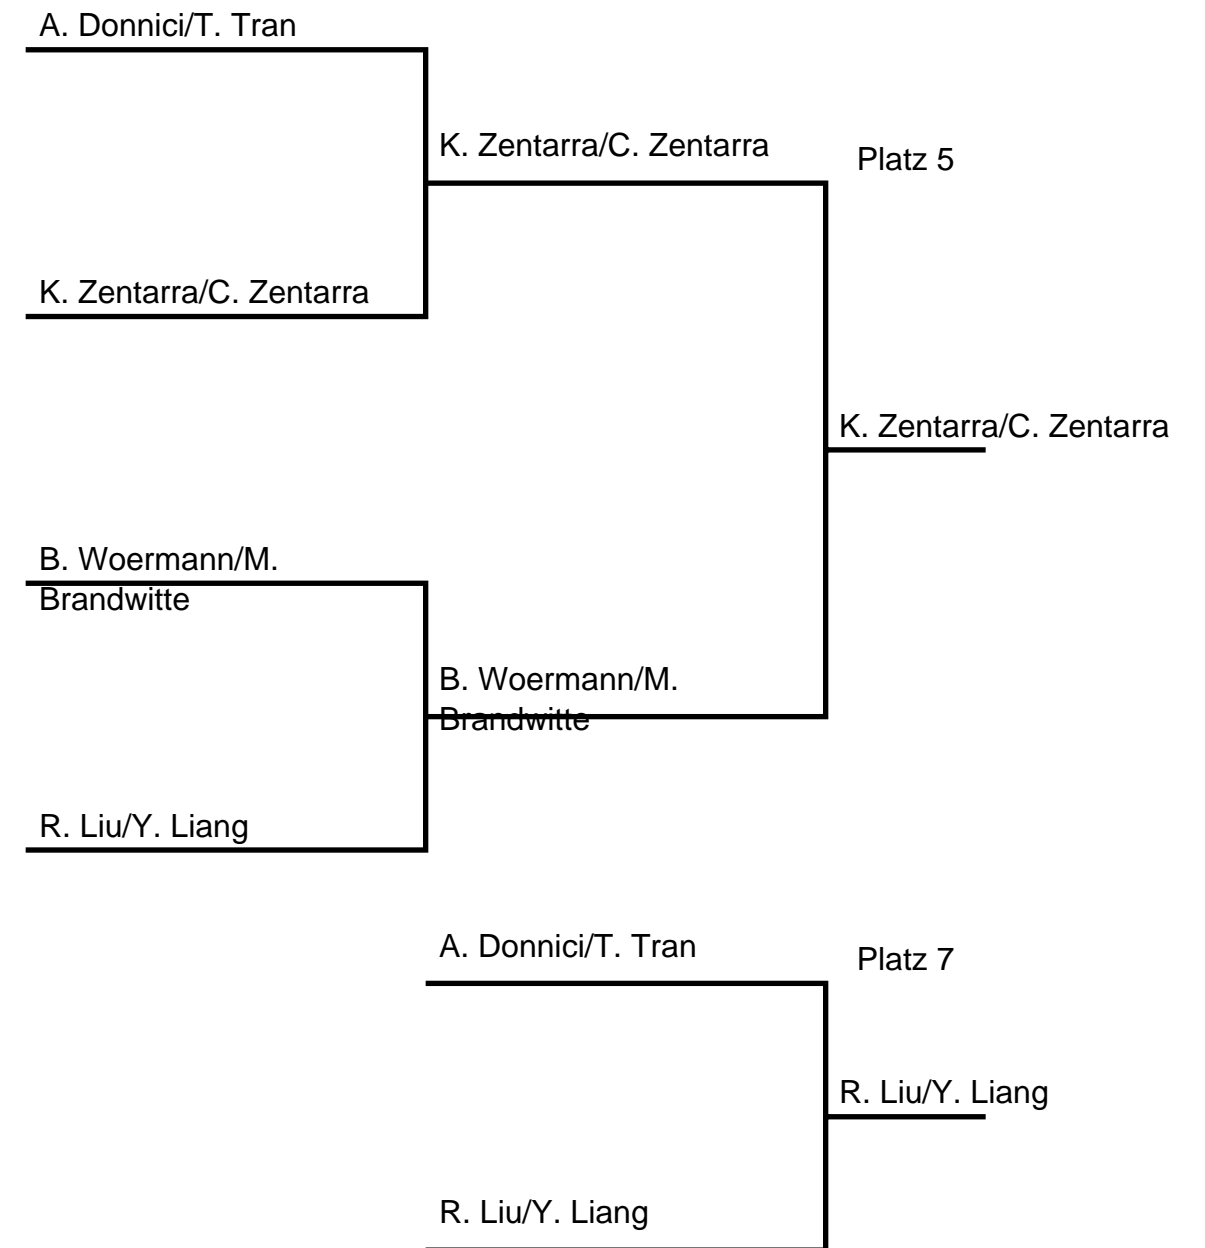 A. Donnici/T. Tran
K. Zentarra/C. Zentarra
Platz 5
K. Zentarra/C. Zentarra
K. Zentarra/C. Zentarra
B. Woermann/M.
Brandwitte
B. Woermann/M.
Brandwitte
R. Liu/Y. Liang
A. Donnici/T. Tran
Platz 7
R. Liu/Y. Liang
R. Liu/Y. Liang